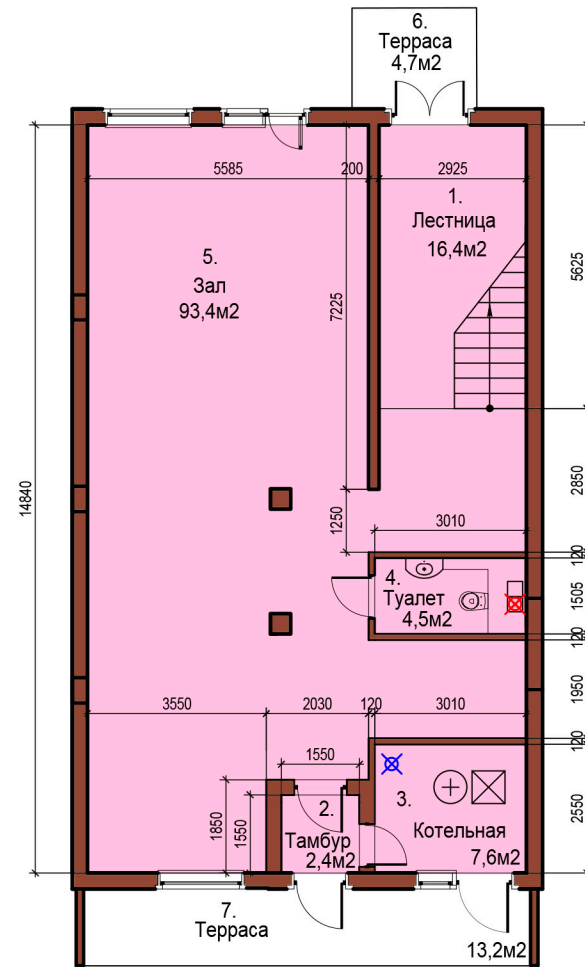 6.
Терраса
4,7м2
5585
200
2925
1.
Лестница
16,4м2
5.
Зал
93,4м2
7225
5625
14840
1250
2850
3010
120
4.
Туалет
4,5м2
1505
120
1950
3550
2030
120
3010
120
1550
2.
Тамбур
2,4м2
1850
1550
3.
Котельная
7,6м2
2550
7.
Терраса
13,2м2